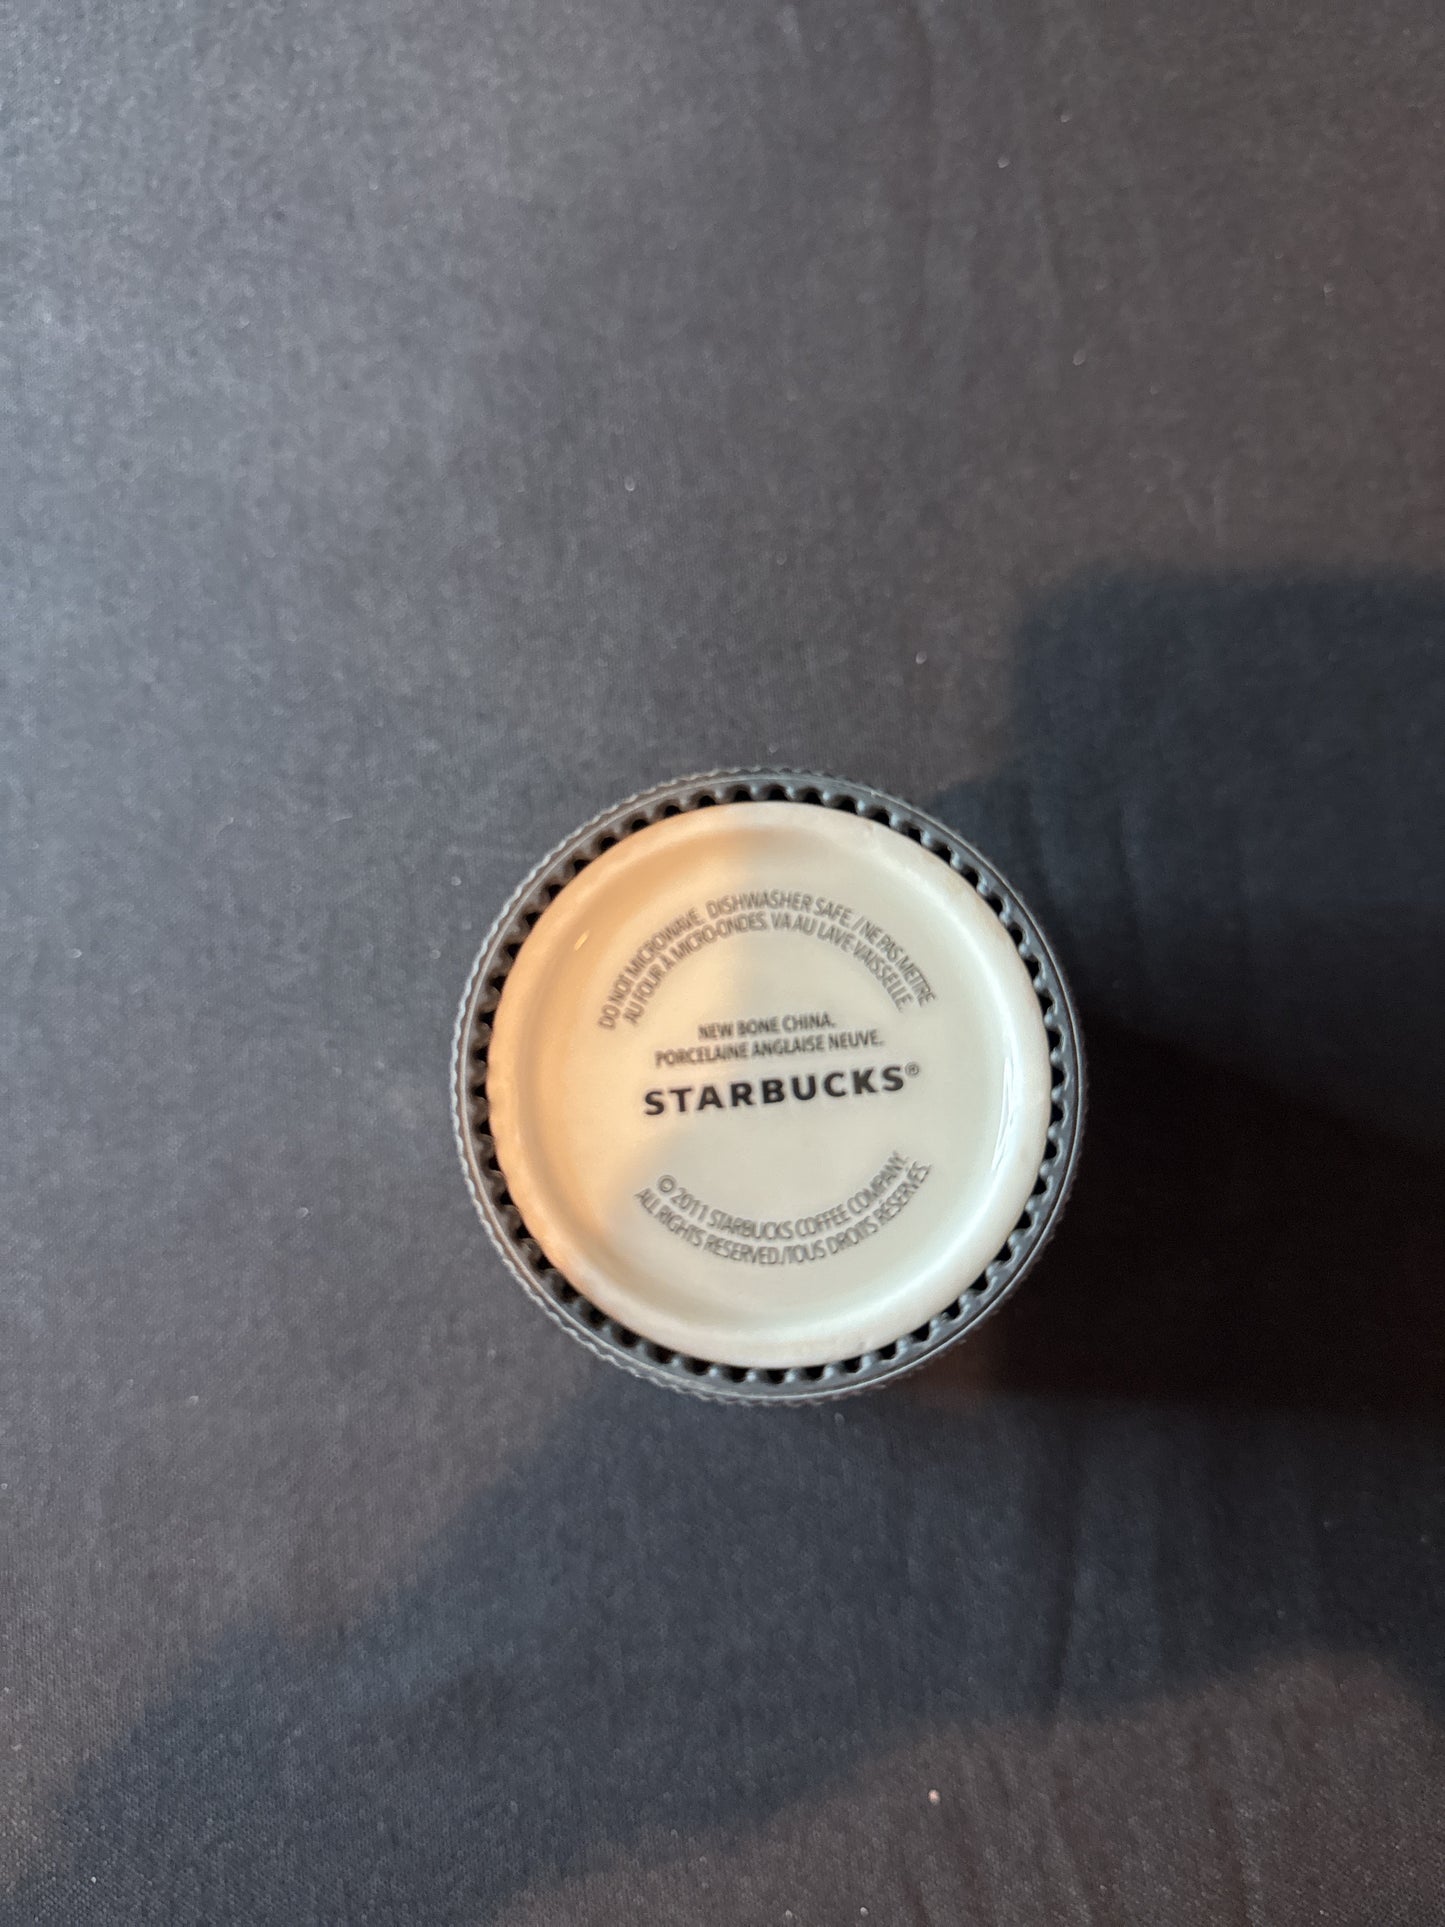 DO NOT MICROWAVE. DISHWASHER SAFE. / NE PAS METTRE
AU FOUR À MICRO-ONDES. VA AU LAVE-VAISSELLE.
NEW BONE CHINA.
PORCELAINE ANGLAISE NEUVE.
STARBUCKS®
© 2011 STARBUCKS COFFEE COMPANY.
ALL RIGHTS RESERVED./TOUS DROITS RÉSERVÉS.